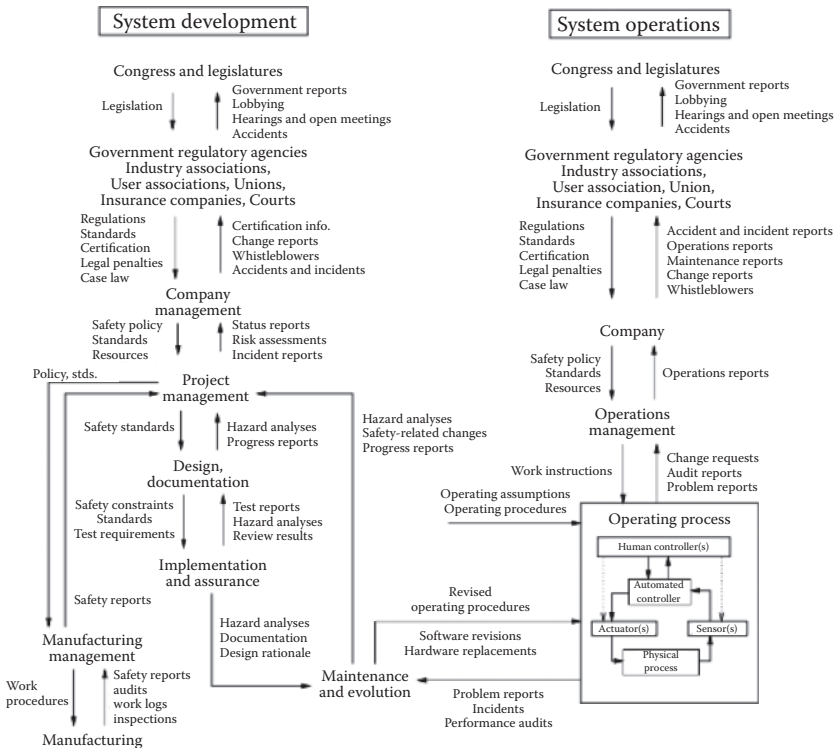 System development
Congress and legislatures
Legislation
Government reports
Lobbying
Hearings and open meetings
Accidents
Government regulatory agencies
Industry associations,
User associations, Unions,
Insurance companies, Courts
Regulations
Standards
Certification
Legal penalties
Case law
Certification info.
Change reports
Whistleblowers
Accidents and incidents
Company
management
Safety policy
Standards
Resources
Status reports
Risk assessments
Incident reports
Policy, stds.
Project
management
Safety standards
Hazard analyses
Progress reports
Hazard analyses
Safety-related changes
Progress reports
Design,
documentation
Safety constraints
Standards
Test requirements
Test reports
Hazard analyses
Review results
Implementation
and assurance
Safety reports
Hazard analyses
Documentation
Design rationale
Manufacturing
management
Work
procedures
Safety reports
audits
work logs
inspections
Manufacturing
Maintenance
and evolution
System operations
Congress and legislatures
Legislation
Government reports
Lobbying
Hearings and open meetings
Accidents
Government regulatory agencies
Industry associations,
User association, Union,
Insurance companies, Courts
Regulations
Standards
Certification
Legal penalties
Case law
Accident and incident reports
Operations reports
Maintenance reports
Change reports
Whistleblowers
Company
Safety policy
Standards
Resources
Operations reports
Operations
management
Work instructions
Change requests
Audit reports
Problem reports
Operating assumptions
Operating procedures
Operating process
Human controller(s)
Automated
controller
Actuator(s)
Sensor(s)
Physical
process
Revised
operating procedures
Software revisions
Hardware replacements
Problem reports
Incidents
Performance audits